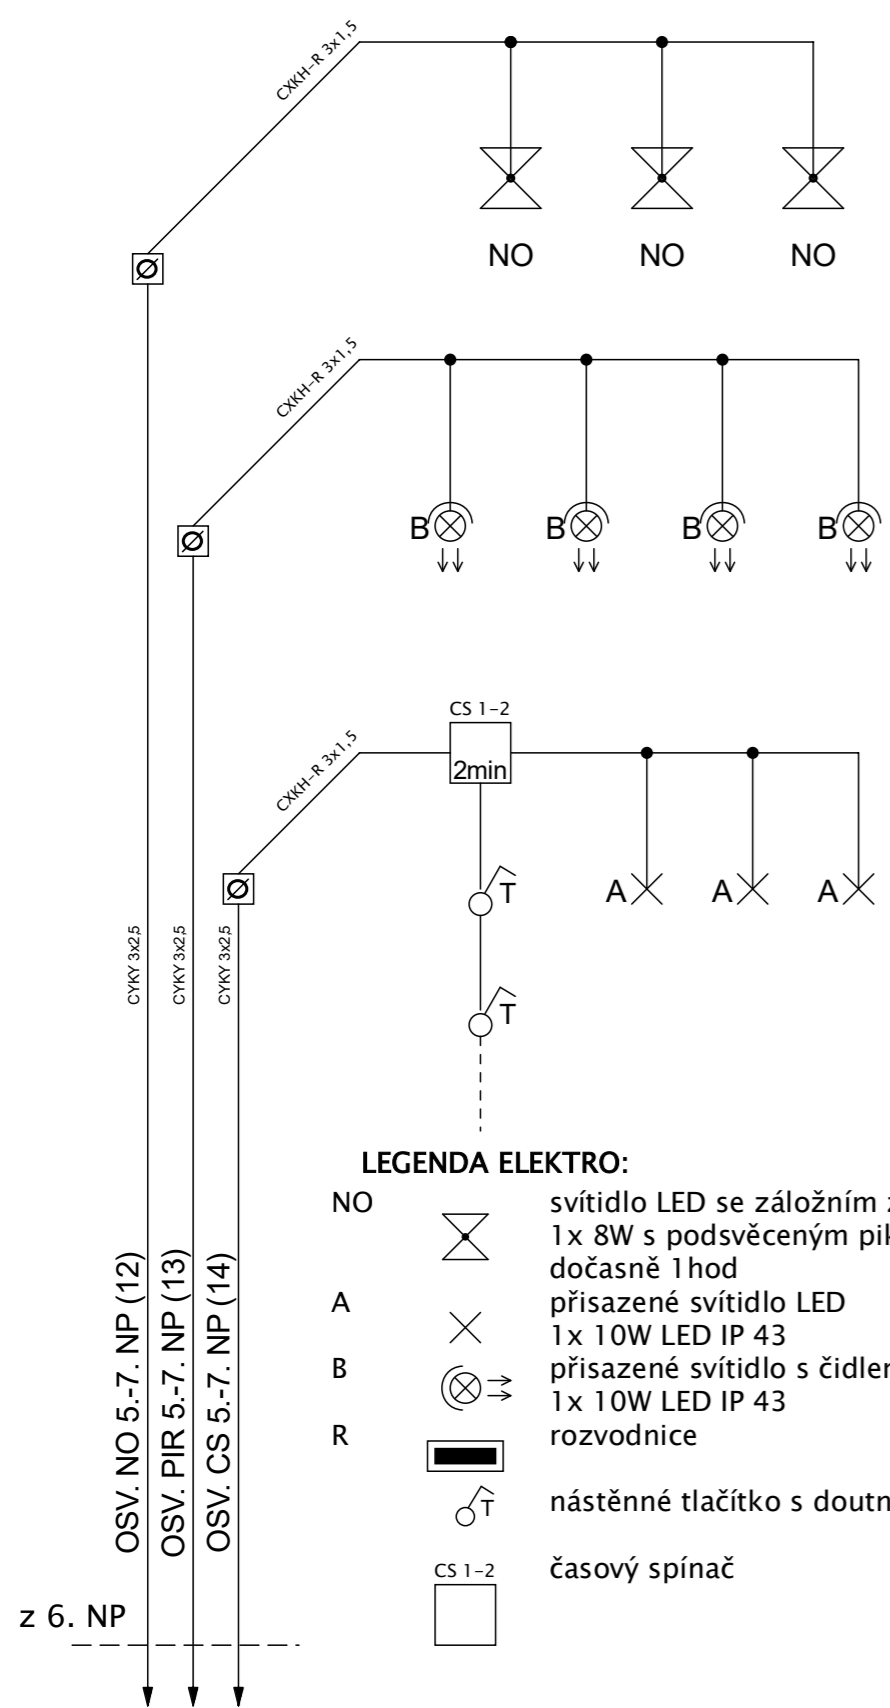 CXKH-R 3x1,5
NO NO NO
CXKH-R 3x1,5
B B B B
CS 1-2
2min
CXKH-R 3x1,5
T
A A A
T
CYKY 3x2,5
CYKY 3x2,5
CYKY 3x2,5
OSV. NO 5.-7. NP (12)
OSV. PIR 5.-7. NP (13)
OSV. CS 5.-7. NP (14)
z 6. NP
LEGENDA ELEKTRO:
NO svítidlo LED se záložním
1x 8W s podsvěceným
dočasně 1hod
A přisazené svítidlo LED
1x 10W LED IP 43
B přisazené svítidlo s
1x 10W LED IP 43
R rozvodnice
T nástěnné tlačítko s
CS 1-2 časový spínač